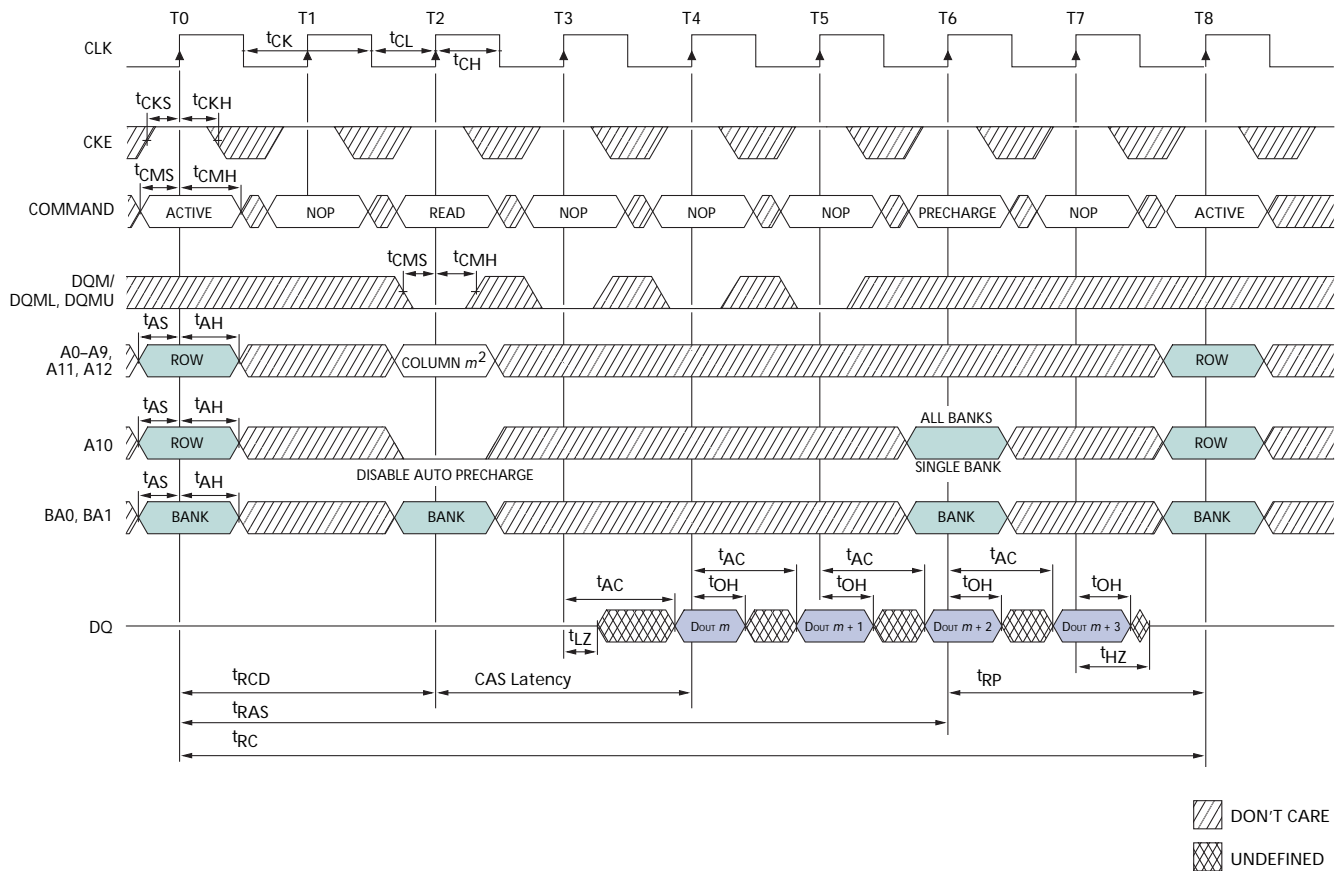 T0 T1 T2 T3 T4 T5 T6 T7 T8
CLK tCK tCL tCH
tCKS tCKH
CKE
tCMS tCMH
COMMAND ACTIVE NOP READ NOP NOP NOP PRECHARGE NOP ACTIVE
tCMS tCMH
DQM/
DQML, DQMU
tAS tAH
A0–A9,
A11, A12
ROW COLUMN m2 ROW
tAS tAH ALL BANKS
A10 ROW ROW
DISABLE AUTO PRECHARGE SINGLE BANK
tAS tAH
BA0, BA1 BANK BANK BANK BANK
tAC tAC tAC
tAC tOH tOH tOH tOH
DQ DOUT m DOUT m + 1 DOUT m + 2 DOUT m + 3
tLZ tHZ
tRCD CAS Latency tRP
tRAS
tRC
DON'T CARE
UNDEFINED